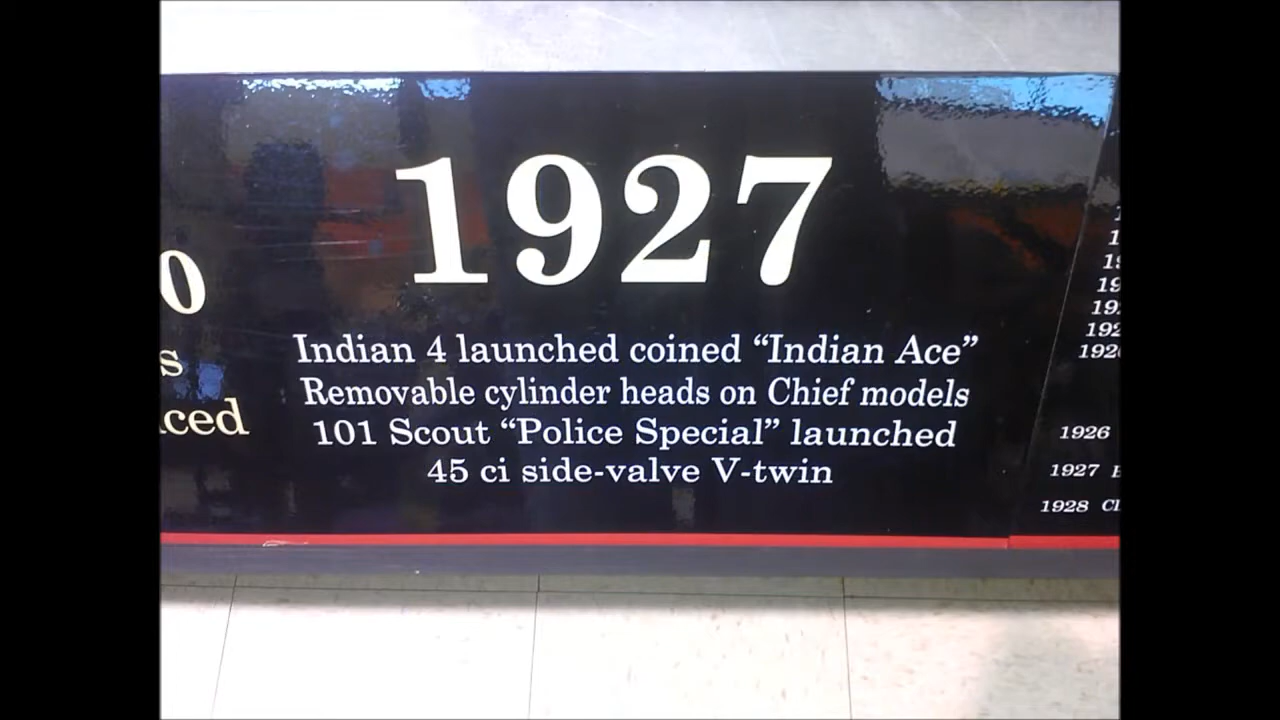 0
s
1927
Indian 4 launched coined “Indian Ace”
Removable cylinder heads on Chief models
101 Scout “Police Special” launched
45 ci side-valve V-twin
1926
1927
1928